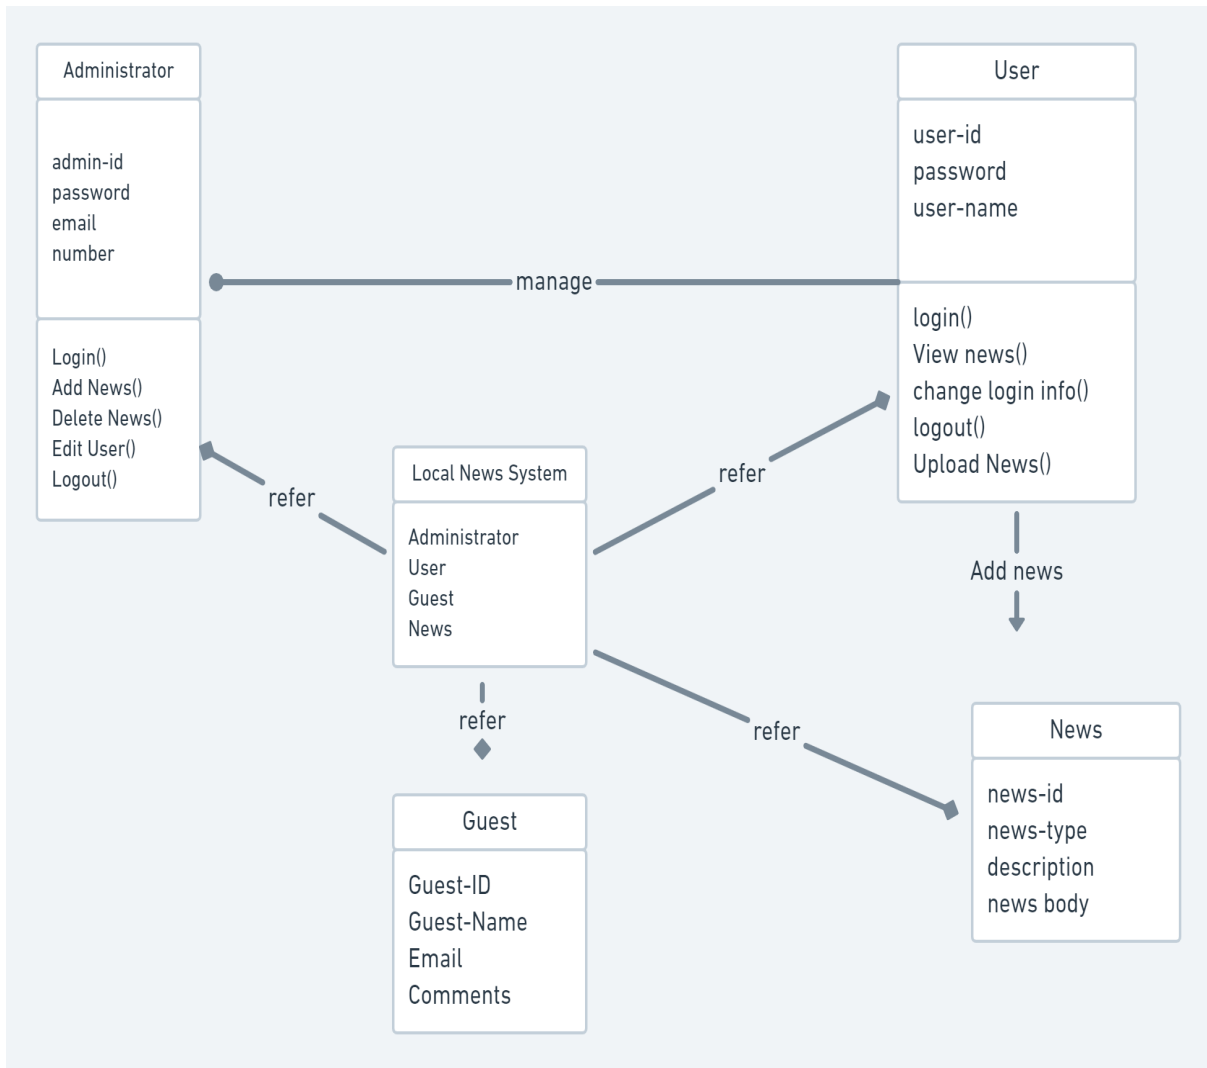 Administrator
admin-id
password
email
number
Login()
Add News()
Delete News()
Edit User()
Logout()
manage
User
user-id
password
user-name
login()
View news()
change login info()
logout()
Upload News()
refer
Local News System
Administrator
User
Guest
News
refer
Add news
refer
Guest
Guest-ID
Guest-Name
Email
Comments
refer
News
news-id
news-type
description
news body